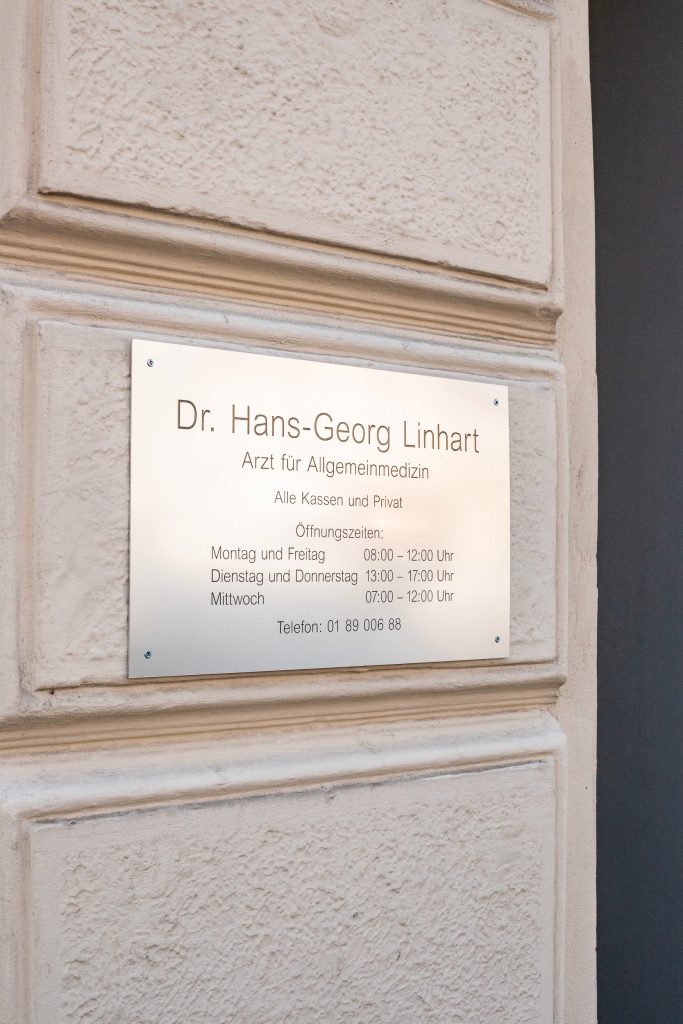 Dr. Hans-Georg Linhart
Arzt für Allgemeinmedizin
Alle Kassen und Privat
Öffnungszeiten:
Montag und Freitag 08:00 – 12:00 Uhr
Dienstag und Donnerstag 13:00 – 17:00 Uhr
Mittwoch 07:00 – 12:00 Uhr
Telefon: 01 89 006 88